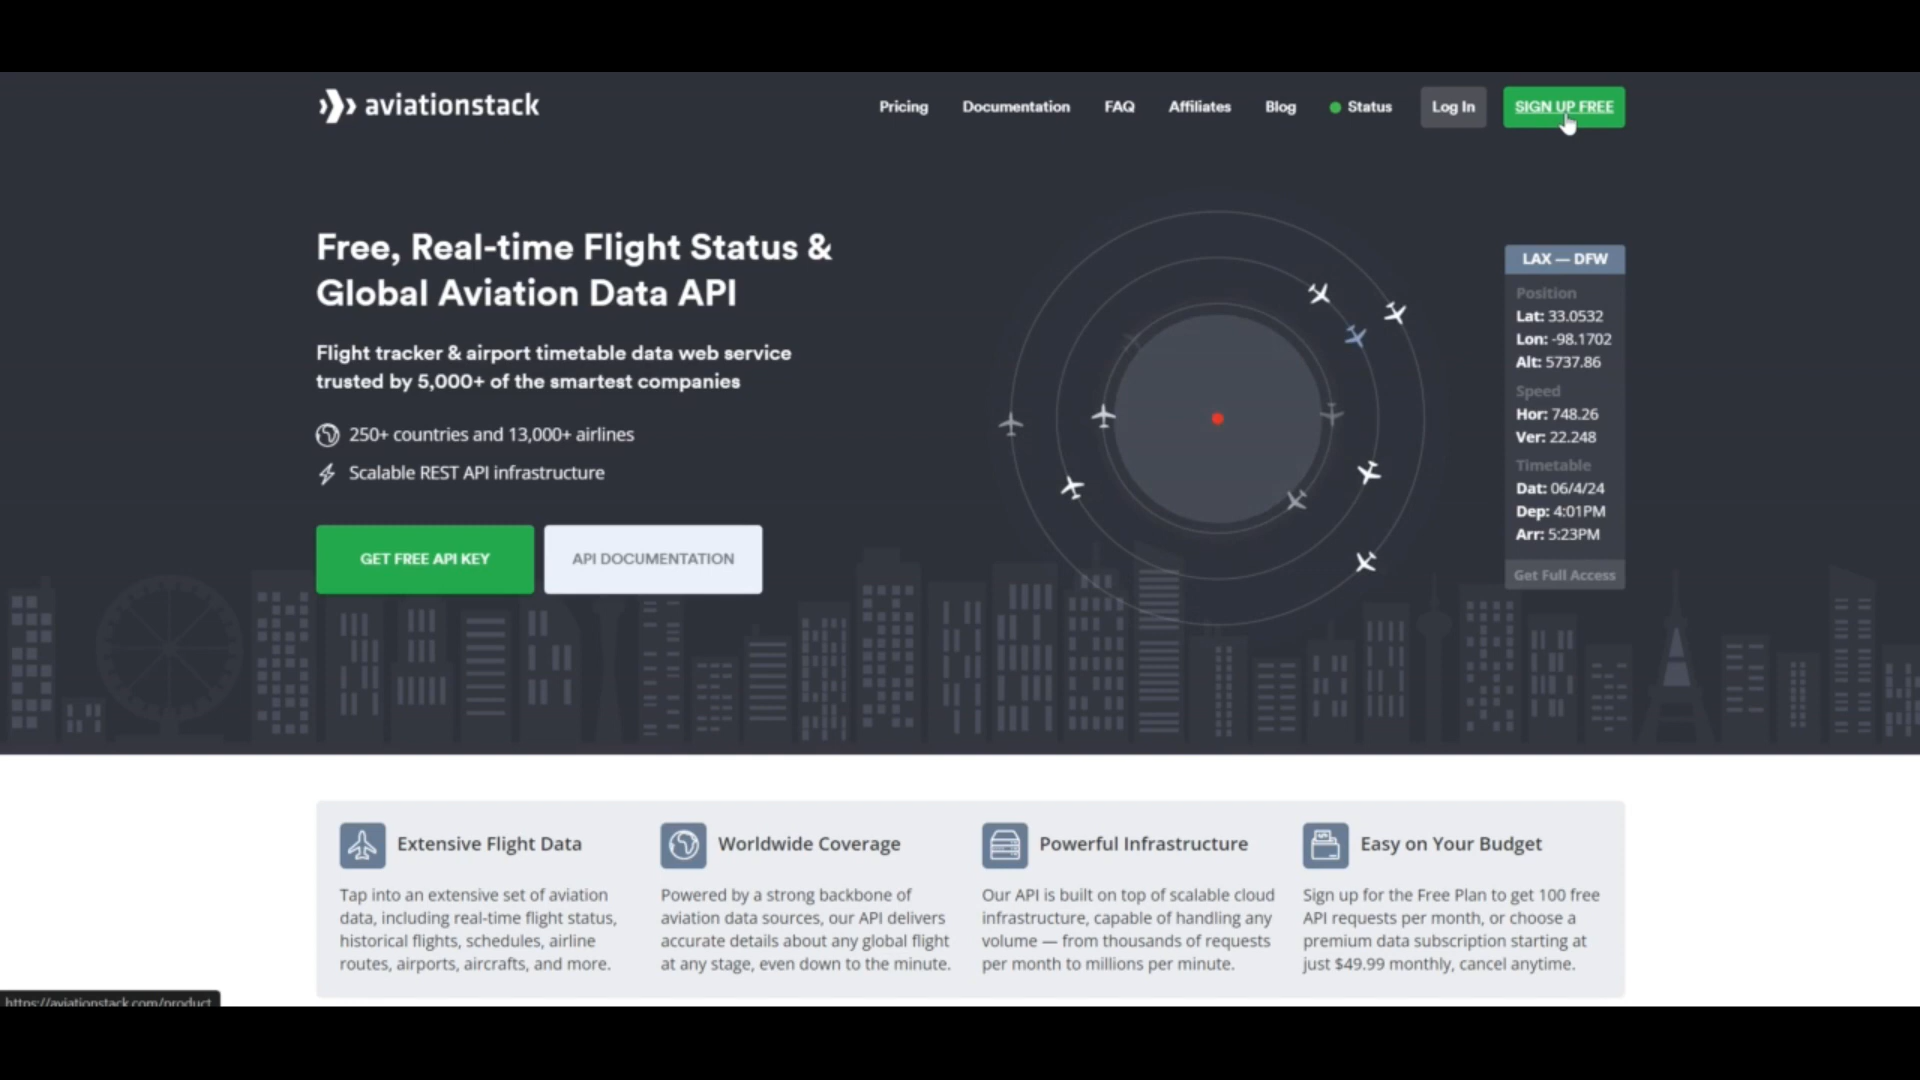 aviationstack
Pricing Documentation FAQ Affiliates Blog Status Log In SIGN UP FREE
Free, Real-time Flight Status &
Global Aviation Data API
Flight tracker & airport timetable data web service
trusted by 5,000+ of the smartest companies
250+ countries and 13,000+ airlines
Scalable REST API infrastructure
GET FREE API KEY
API DOCUMENTATION
LAX — DFW
Position
Lat: 33.0532
Lon: -98.1702
Alt: 5737.86
Speed
Hor: 748.26
Ver: 22.248
Timetable
Dat: 06/4/24
Dep: 4:01PM
Arr: 5:23PM
Get Full Access
Extensive Flight Data
Tap into an extensive set of aviation
data, including real-time flight status,
historical flights, schedules, airline
routes, airports, aircrafts, and more.
Worldwide Coverage
Powered by a strong backbone of
aviation data sources, our API delivers
accurate details about any global flight
at any stage, even down to the minute.
Powerful Infrastructure
Our API is built on top of scalable cloud
infrastructure, capable of handling any
volume — from thousands of requests
per month to millions per minute.
Easy on Your Budget
Sign up for the Free Plan to get 100 free
API requests per month, or choose a
premium data subscription starting at
just $49.99 monthly, cancel anytime.
https://aviationstack.com/product